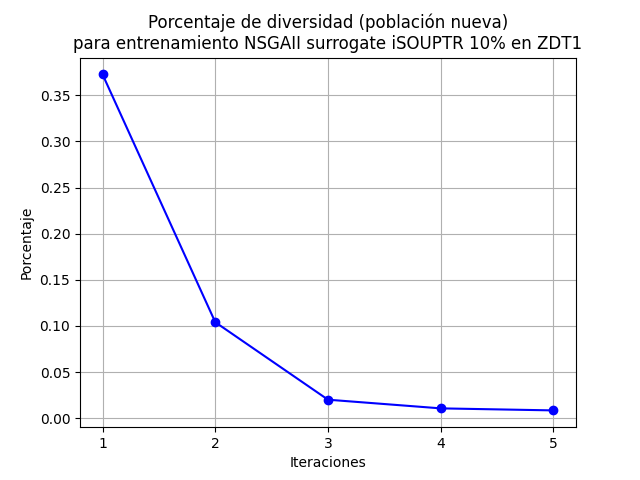 Porcentaje de diversidad (población nueva)
para entrenamiento NSGAII surrogate iSOUPTR 10% en ZDT1
Porcentaje
0.35
0.30
0.25
0.20
0.15
0.10
0.05
0.00
1 2 3 4 5
Iteraciones